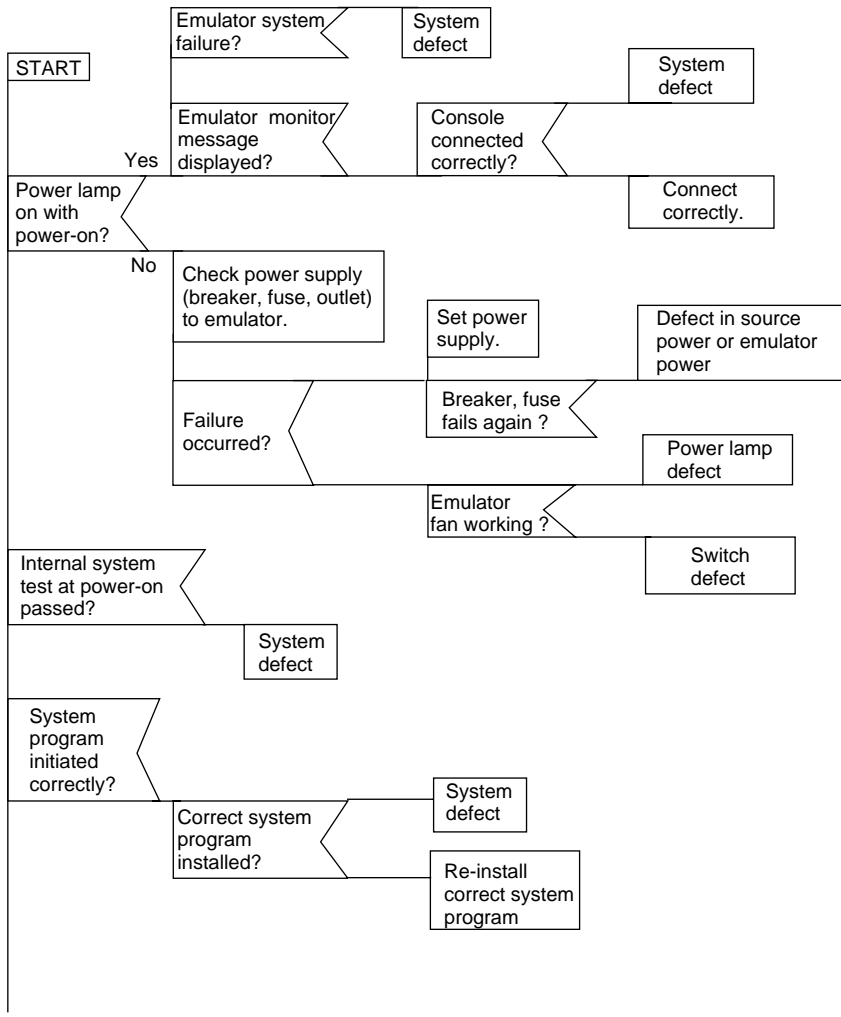 START
Emulator system
failure?
System
defect
Emulator monitor
message
displayed?
Console
connected
correctly?
System
defect
Yes
Power lamp
on with
power-on?
Connect
correctly.
No
Check power supply
(breaker, fuse, outlet)
to emulator.
Set power
supply.
Defect in source
power or emulator
power
Failure
occurred?
Breaker, fuse
fails again ?
Power lamp
defect
Emulator
fan working ?
Switch
defect
Internal system
test at power-on
passed?
System
defect
System
program
initiated
correctly?
Correct system
program
installed?
System
defect
Re-install
correct system
program